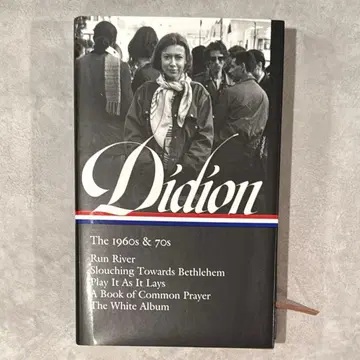 Didion
The 1960s & 70s
Run River
Slouching Towards Bethlehem
Play It As It Lays
A Book of Common Prayer
The White Album